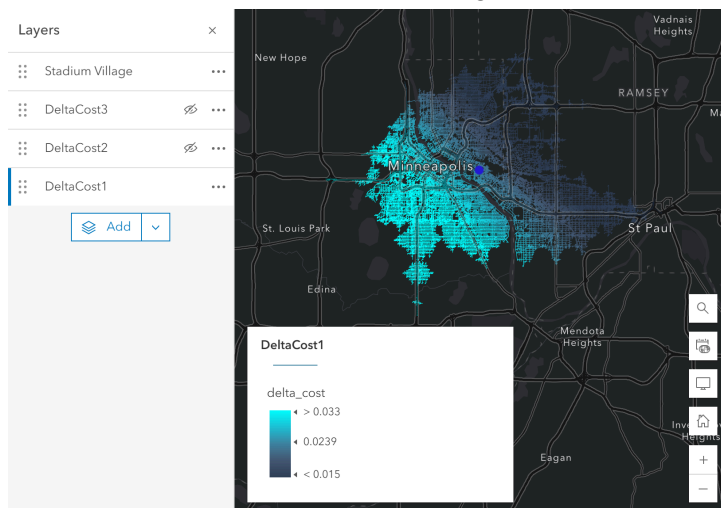 Layers
Stadium Village
DeltaCost3
DeltaCost2
DeltaCost1
Add
Vadnais
Heights
New Hope
RAMSEY
Minneapolis
St. Louis Park
St Paul
Edina
Mendota
Heights
Eagan
DeltaCost1
delta_cost
> 0.033
0.0239
< 0.015